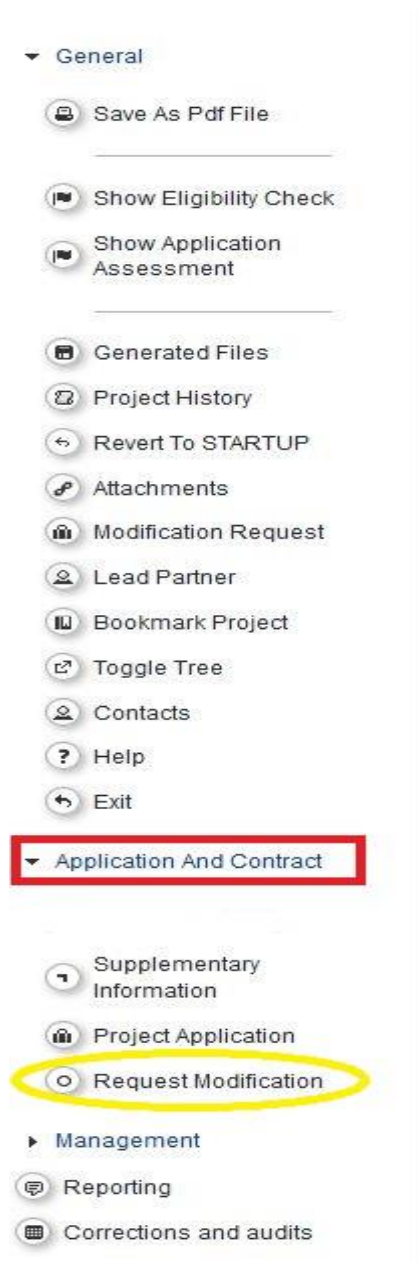 General
Save As Pdf File
Show Eligibility Check
Show Application
Assessment
Generated Files
Project History
Revert To STARTUP
Attachments
Modification Request
Lead Partner
Bookmark Project
Toggle Tree
Contacts
? Help
Exit
Application And Contract
Supplementary
Information
Project Application
Request Modification
Management
Reporting
Corrections and audits